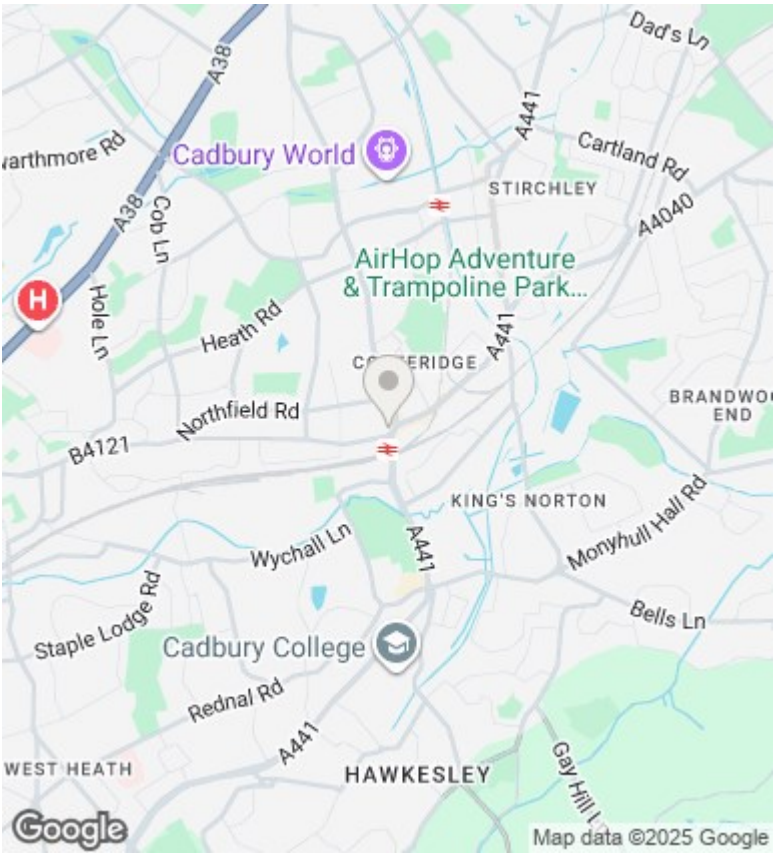 Dad's Ln
A38
A441
warthmore Rd
Cadbury World
Cartland Rd
STIRCHLEY
A38
Cob Ln
A4040
AirHop Adventure
& Trampoline Park...
H
Hole Ln
Heath Rd
A441
BRANDWOO
END
Northfield Rd
B4121
KING'S NORTON
Wychall Ln
A441
Monyhull Hall Rd
Staple Lodge Rd
Bells Ln
Cadbury College
Rednal Rd
A441
WEST HEATH
HAWKESLEY
Gay Hill Ln
Google
Map data ©2025 Google